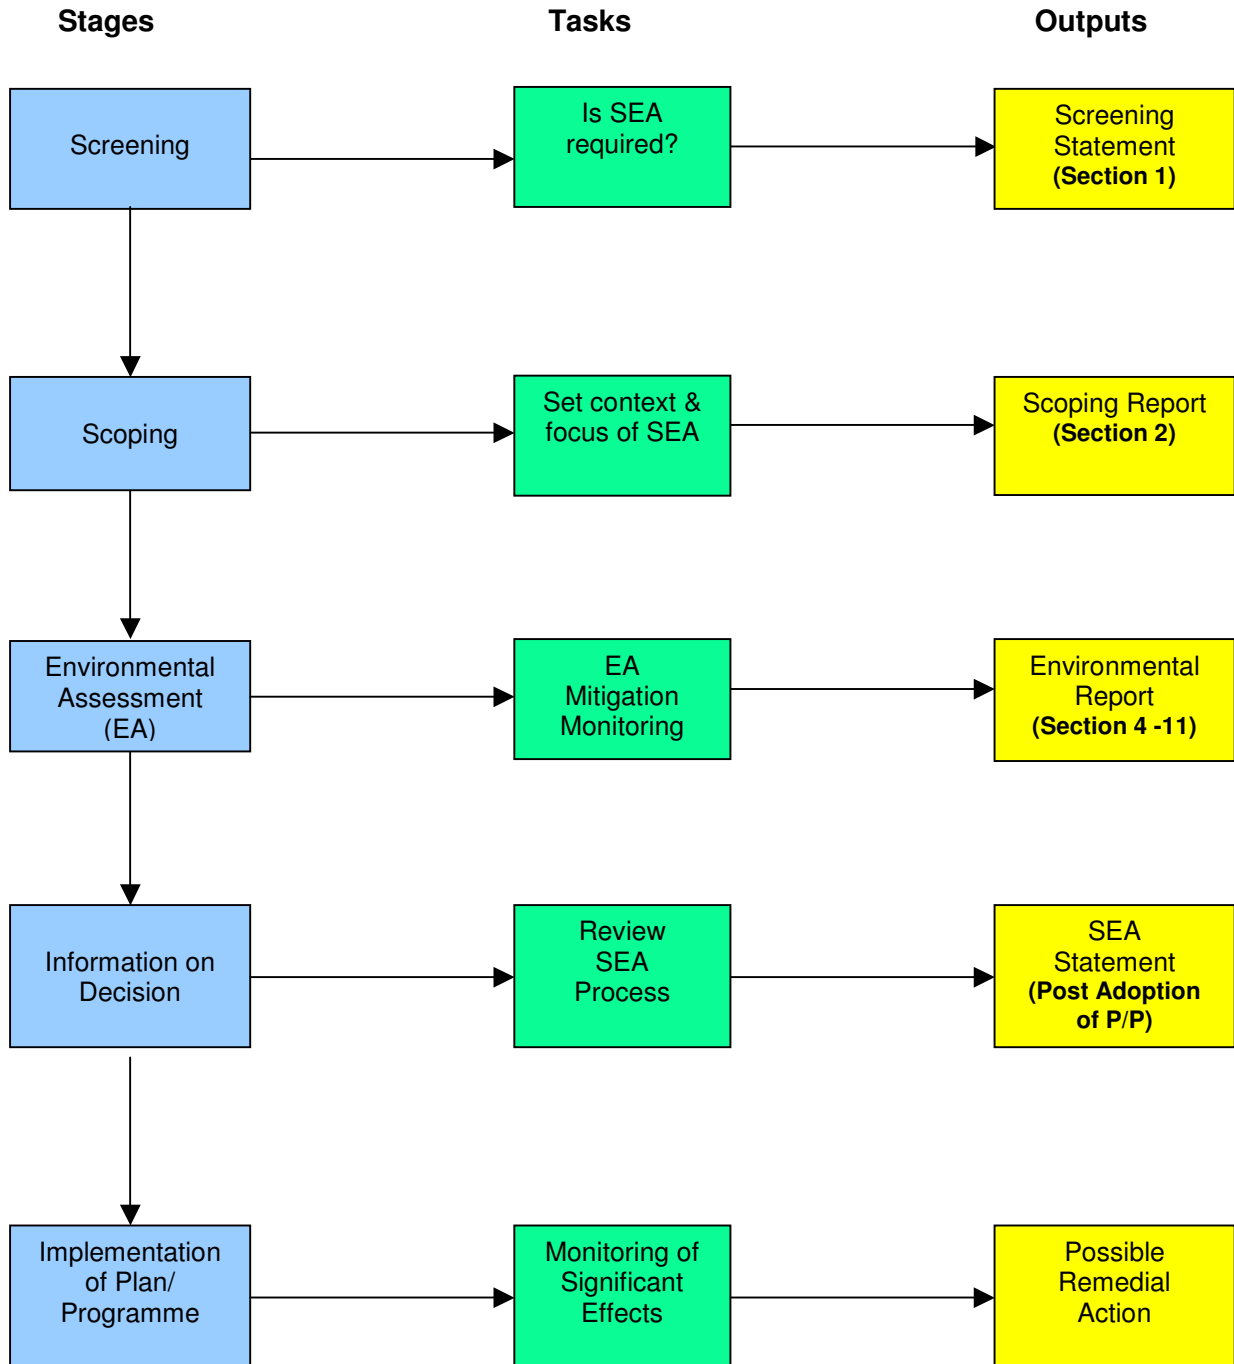 Stages
Tasks
Outputs
Screening
Is SEA
required?
Screening
Statement
(Section 1)
Scoping
Set context &
focus of SEA
Scoping Report
(Section 2)
Environmental
Assessment
(EA)
EA
Mitigation
Monitoring
Environmental
Report
(Section 4 -11)
Information on
Decision
Review
SEA
Process
SEA
Statement
(Post Adoption
of P/P)
Implementation
of Plan/
Programme
Monitoring of
Significant
Effects
Possible
Remedial
Action